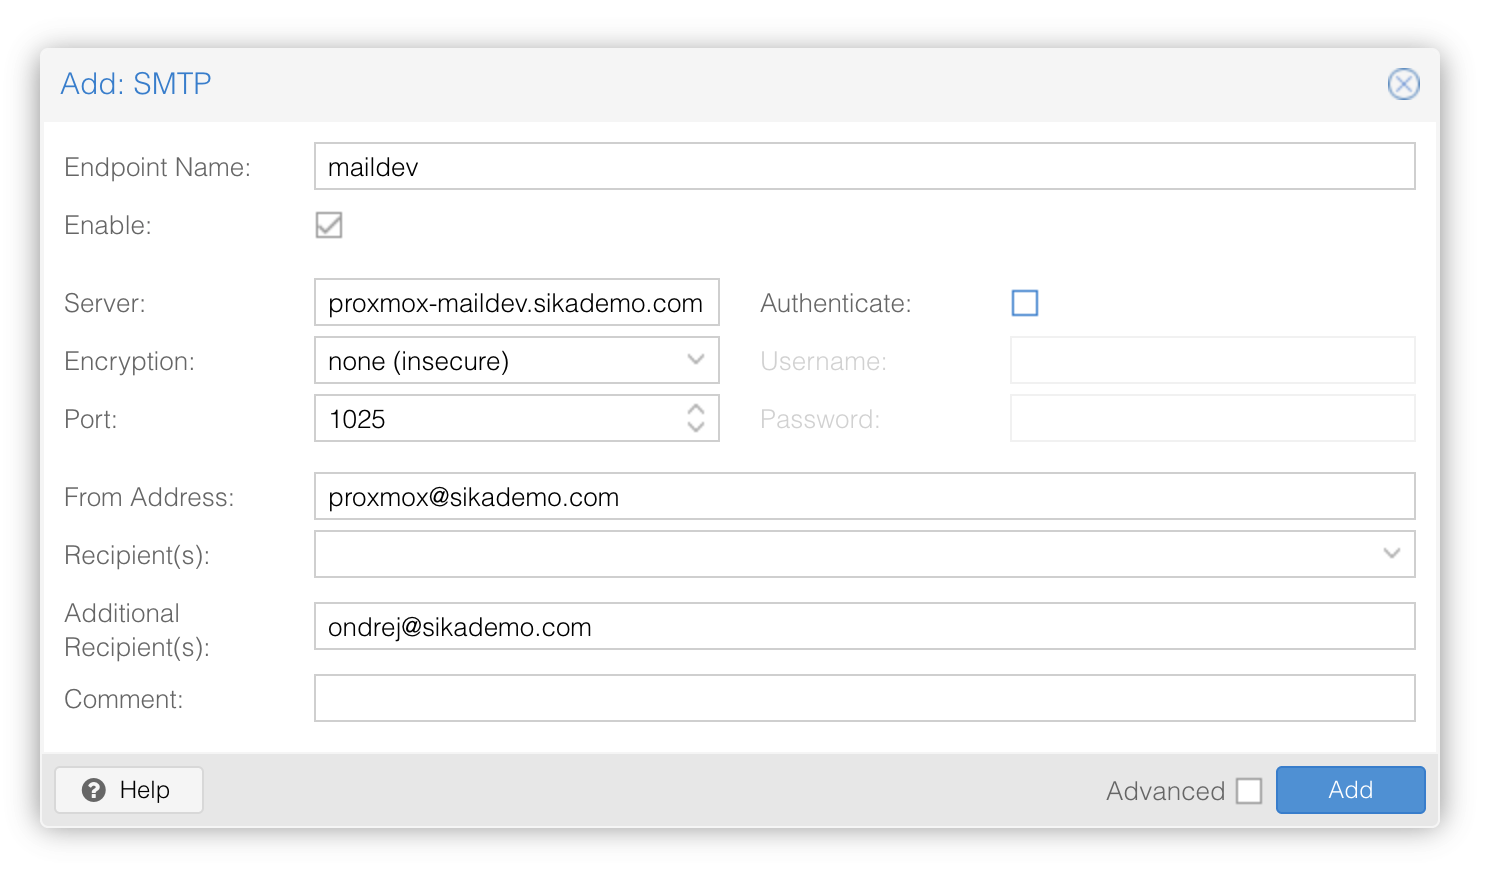 Add: SMTP
Endpoint Name: maildev
Enable:
Server: proxmox-maildev.sikademo.com Authenticate:
Encryption: none (insecure) Username:
Port: 1025 Password:
From Address: proxmox@sikademo.com
Recipient(s):
Additional
Recipient(s): ondrej@sikademo.com
Comment:
Help Advanced Add